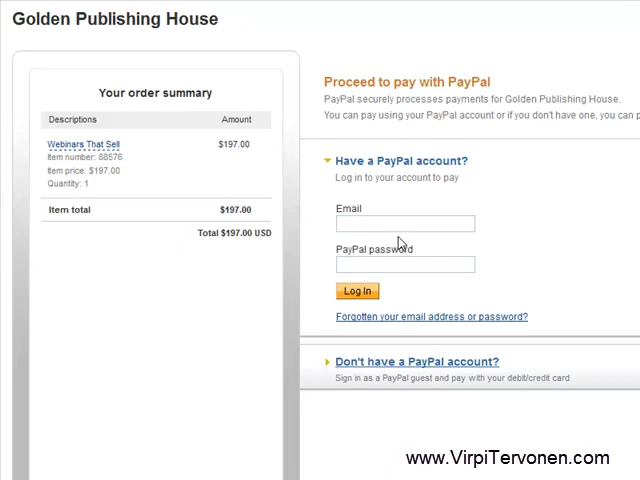 Golden Publishing House
Your order summary
Descriptions Amount
Webinars That Sell $197.00
Item number: 88576
Item price: $197.00
Quantity: 1
Item total $197.00
Total $197.00 USD
Proceed to pay with PayPal
PayPal securely processes payments for Golden Publishing House.
You can pay using your PayPal account or if you don't have one, you can p
Have a PayPal account?
Log in to your account to pay
Email
PayPal password
Log In
Forgotten your email address or password?
Don't have a PayPal account?
Sign in as a PayPal guest and pay with your debit/credit card
www.VirpiTervonen.com